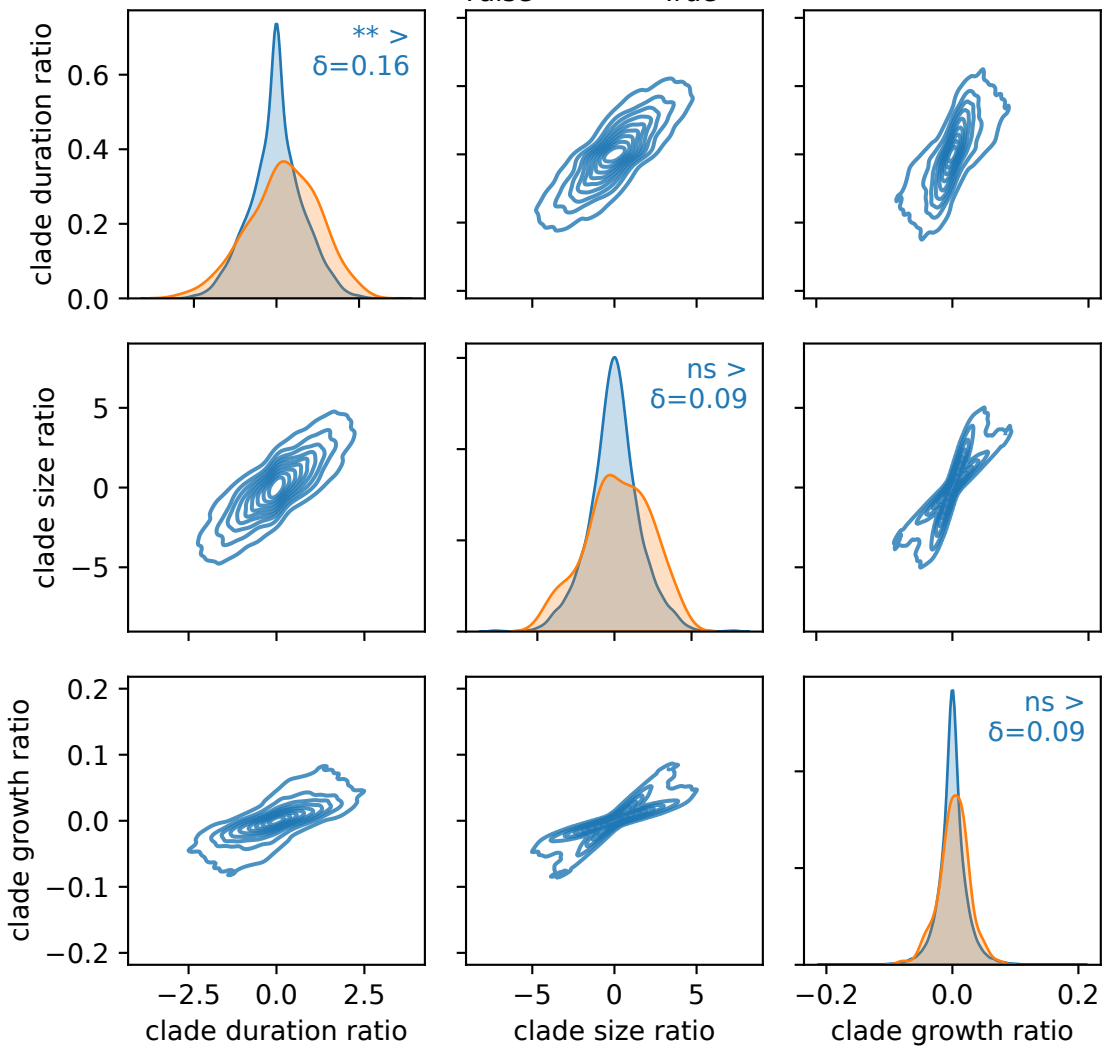 clade duration ratio
0.6
0.4
0.2
0.0
** >
δ=0.16
clade size ratio
5
0
−5
ns >
δ=0.09
clade growth ratio
0.2
0.1
0.0
−0.1
−0.2
ns >
δ=0.09
−2.5 0.0 2.5
−5 0 5
−0.2 0.0 0.2
clade duration ratio
clade size ratio
clade growth ratio